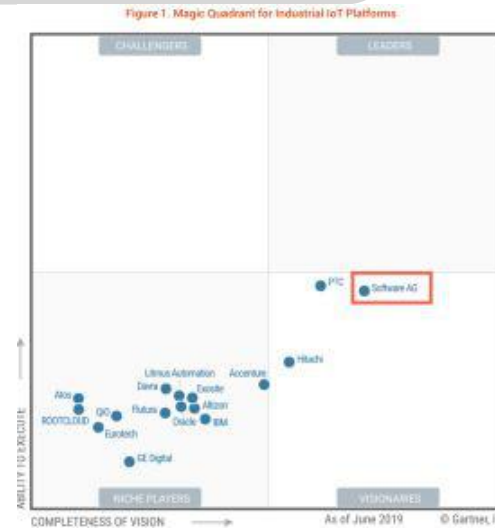 Figure 1. Magic Quadrant for Industrial IoT Platforms
CHALLENGERS
LEADERS
PTC
Software AG
Hitachi
Litmus Automation
Accenture
Davra
Exosite
Atos
ROOTCLOUD
QiO
Flutura
Altizon
Oracle
IBM
Eurotech
GE Digital
NICHE PLAYERS
VISIONARIES
ABILITY TO EXECUTE
COMPLETENESS OF VISION
As of June 2019
© Gartner,